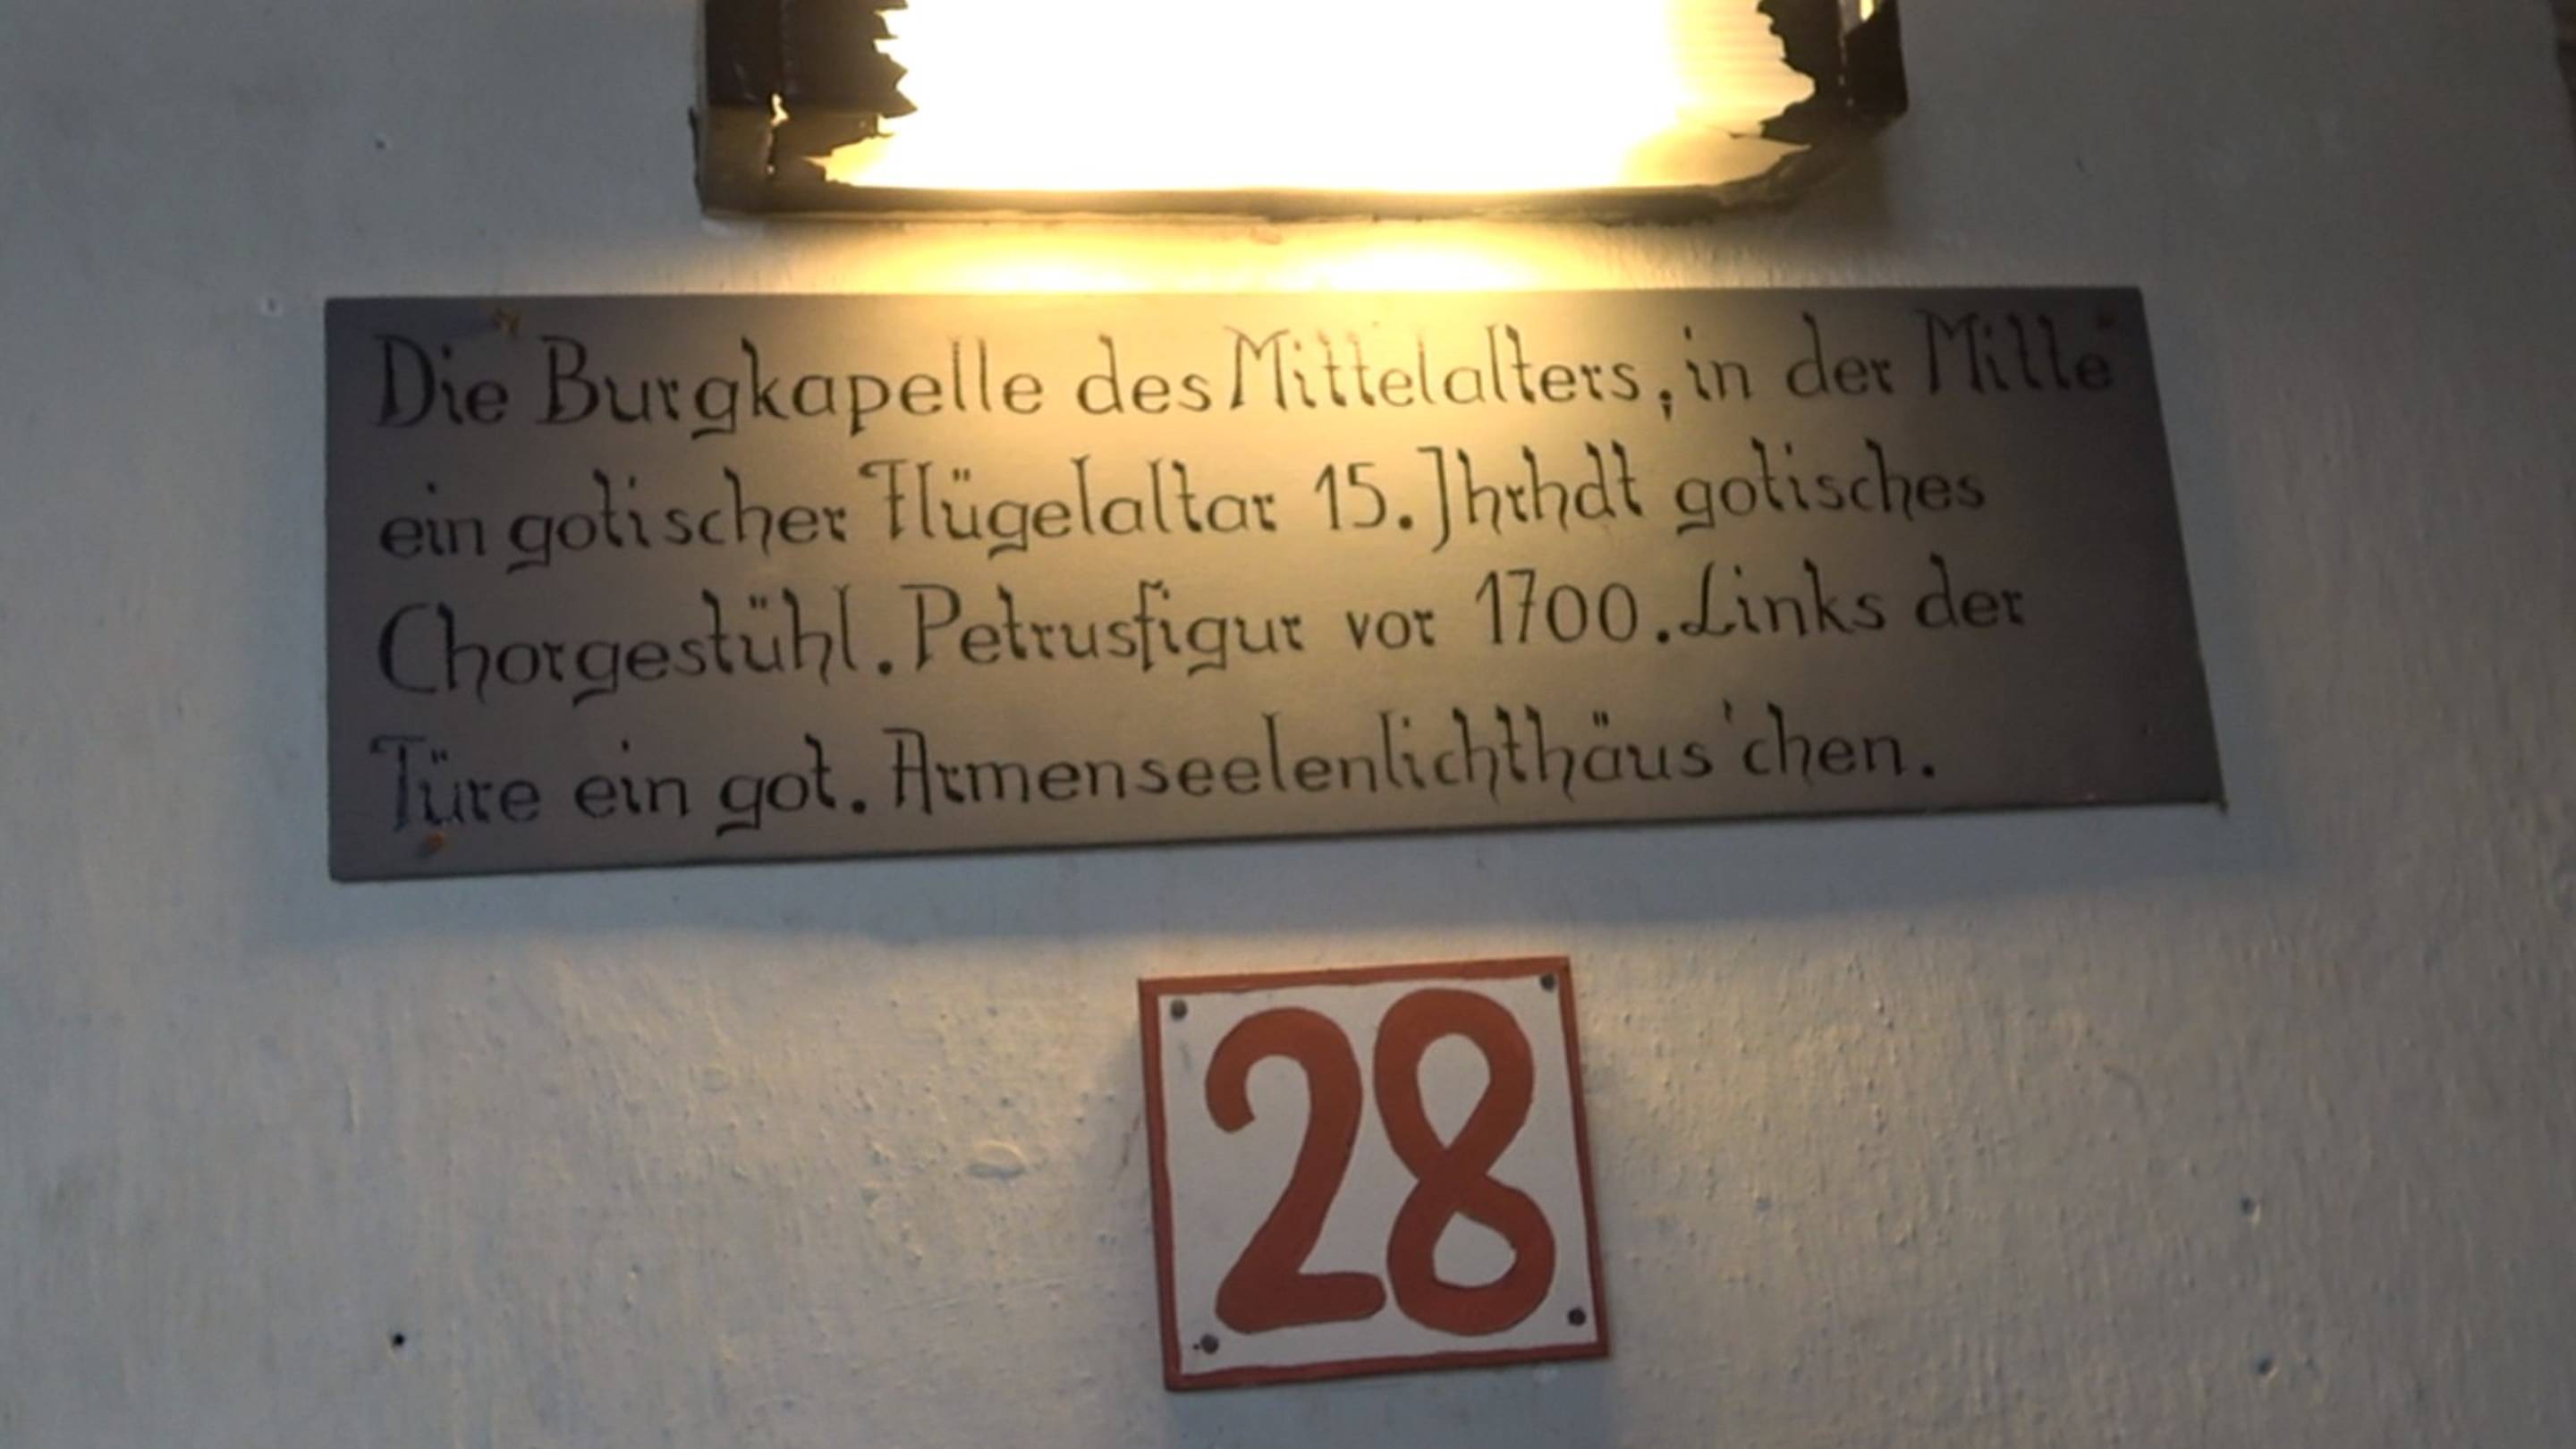 Die Burgkapelle des Mittelalters, in der Mitte
ein gotischer Flügelaltar 15. Jhrhdt gotisches
Chorgestühl. Petrusfigur vor 1700. Links der
Türe ein got. Armenseelenlichthäus'chen.
28